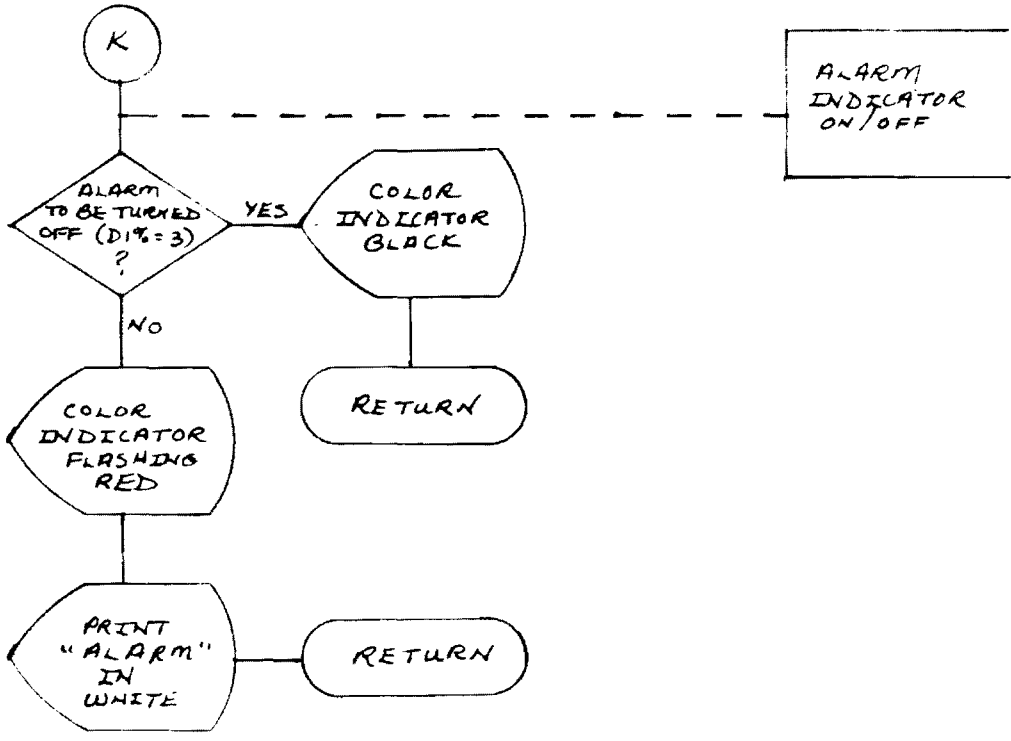 K
ALARM
INDICATOR
ON/OFF
ALARM
TO BE TURNED
OFF (D1%=3)
?
YES
COLOR
INDICATOR
BLACK
NO
RETURN
COLOR
INDICATOR
FLASHING
RED
PRINT
"ALARM"
IN
WHITE
RETURN